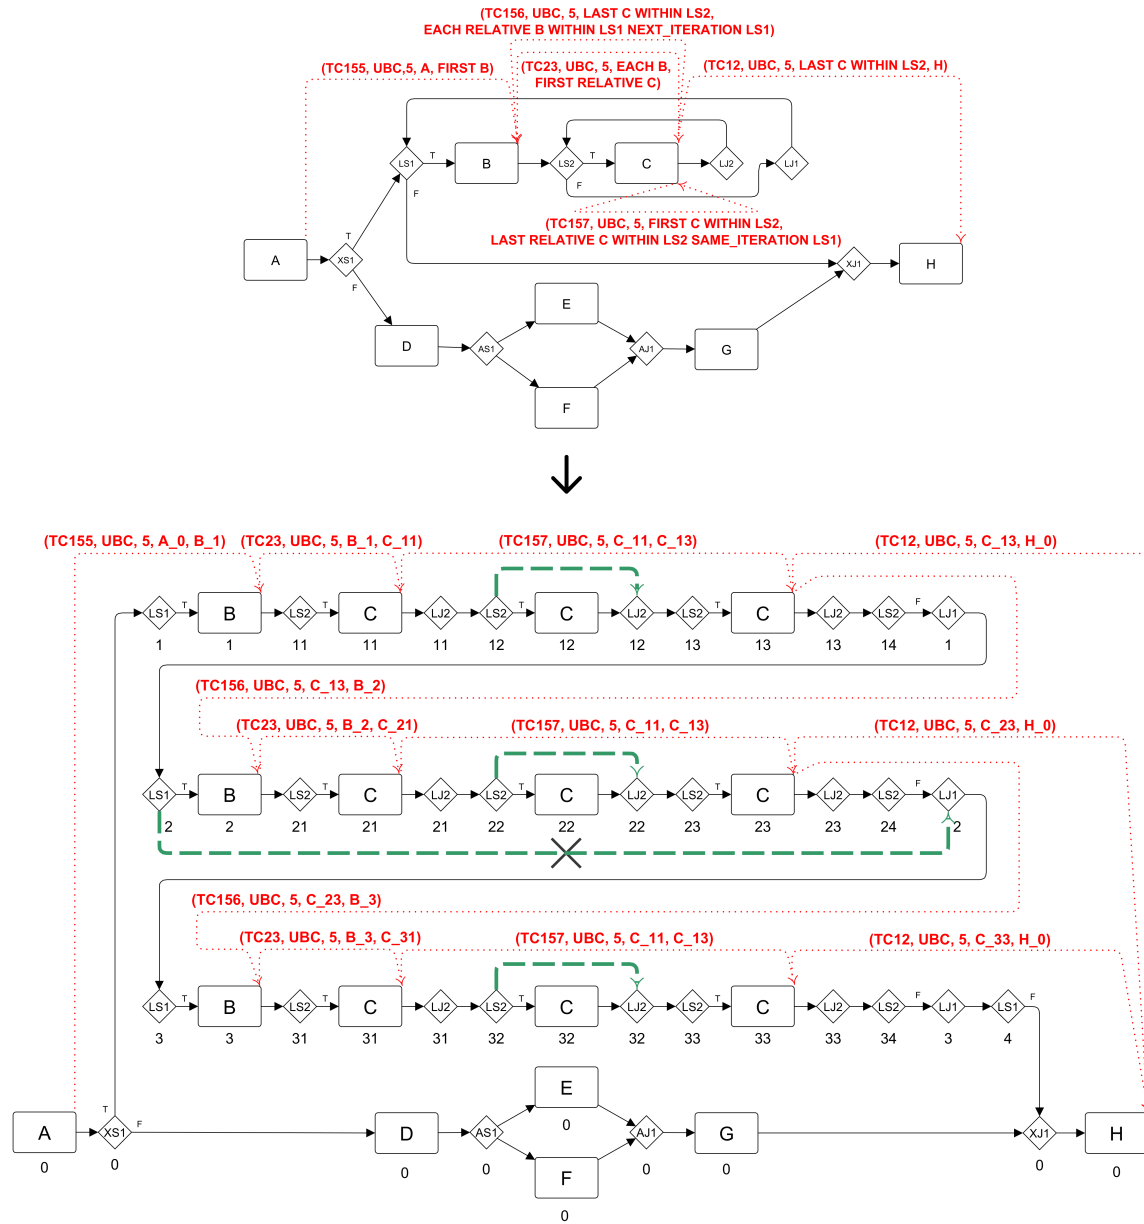 (TC156, UBC, 5, LAST C WITHIN LS2,
EACH RELATIVE B WITHIN LS1 NEXT_ITERATION LS1)
(TC155, UBC,5, A, FIRST B)
(TC23, UBC, 5, EACH B,
FIRST RELATIVE C)
(TC12, UBC, 5, LAST C WITHIN LS2, H)
LS1 T B LS2 T C LJ2 LJ1
F F
(TC157, UBC, 5, FIRST C WITHIN LS2,
LAST RELATIVE C WITHIN LS2 SAME_ITERATION LS1)
T
A XS1 XJ1 H
F
E
D AS1 AJ1 G
F
(TC155, UBC, 5, A_0, B_1) (TC23, UBC, 5, B_1, C_11) (TC157, UBC, 5, C_11, C_13) (TC12, UBC, 5, C_13, H_0)
LS1 T B LS2 T C LJ2 LS2 T C LJ2 LS2 T C LJ2 LS2 F LJ1
1 1 11 11 11 12 12 12 13 13 13 14 1
(TC156, UBC, 5, C_13, B_2)
(TC23, UBC, 5, B_2, C_21) (TC157, UBC, 5, C_11, C_13) (TC12, UBC, 5, C_23, H_0)
LS1 T B LS2 T C LJ2 LS2 T C LJ2 LS2 T C LJ2 LS2 F LJ1
2 2 21 21 21 22 22 22 23 23 23 24 2
(TC156, UBC, 5, C_23, B_3)
(TC23, UBC, 5, B_3, C_31) (TC157, UBC, 5, C_11, C_13) (TC12, UBC, 5, C_33, H_0)
LS1 T B LS2 T C LJ2 LS2 T C LJ2 LS2 T C LJ2 LS2 F LJ1 LS1 F
3 3 31 31 31 32 32 32 33 33 33 34 3 4
E
0
T F
A XS1 D AS1 AJ1 G XJ1 H
0 0 0 0 0 0 0 0
F
0